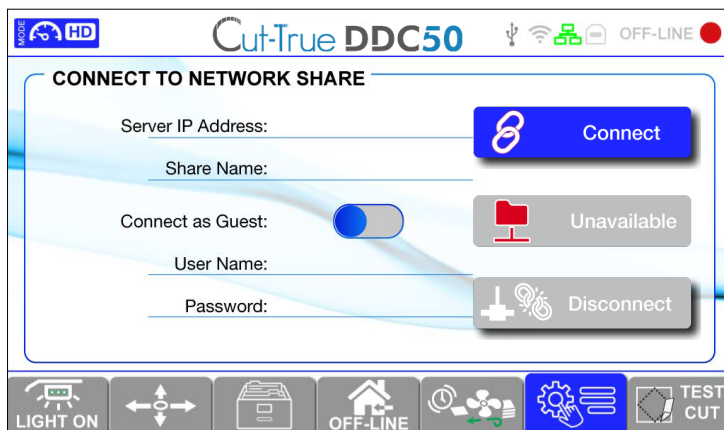 MODE
HD
Cut-True DDC50
OFF-LINE
CONNECT TO NETWORK SHARE
Server IP Address:
Connect
Share Name:
Connect as Guest:
Unavailable
User Name:
Password:
Disconnect
LIGHT ON
OFF-LINE
TEST
CUT